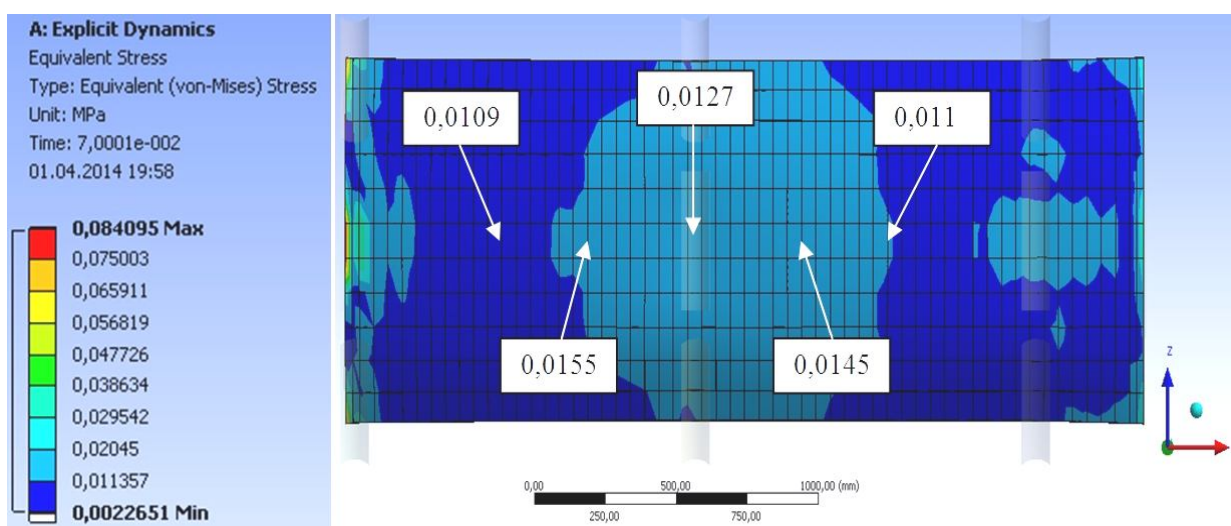 A: Explicit Dynamics
Equivalent Stress
Type: Equivalent (von-Mises) Stress
Unit: MPa
Time: 7,0001e-002
01.04.2014 19:58
0,084095 Max
0,075003
0,065911
0,056819
0,047726
0,038634
0,029542
0,02045
0,011357
0,0022651 Min
0,0109
0,0127
0,011
0,0155
0,0145
0,00
500,00
1000,00 (mm)
250,00
750,00
z